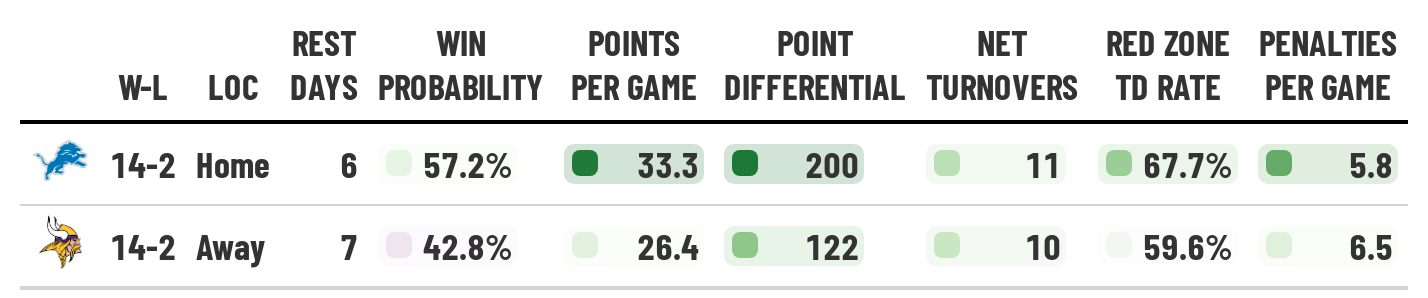 REST WIN POINTS POINT NET RED ZONE PENALTIES
W-L LOC DAYS PROBABILITY PER GAME DIFFERENTIAL TURNOVERS TD RATE PER GAME
14-2 Home 6 57.2% 33.3 200 11 67.7% 5.8
14-2 Away 7 42.8% 26.4 122 10 59.6% 6.5